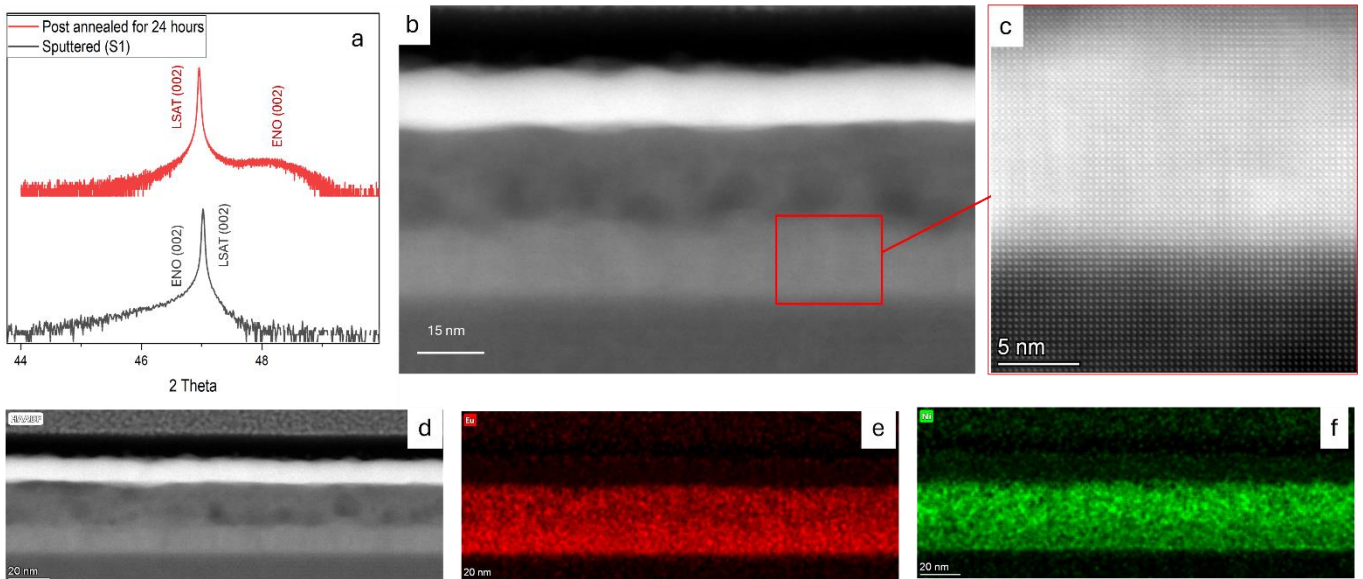 Post annealed for 24 hours
Sputtered (S1)
a
LSAT (002)
ENO (002)
ENO (002)
LSAT (002)
44
46
48
2 Theta
b
15 nm
c
5 nm
HAADF
d
20 nm
Eu
e
20 nm
Ni
f
20 nm